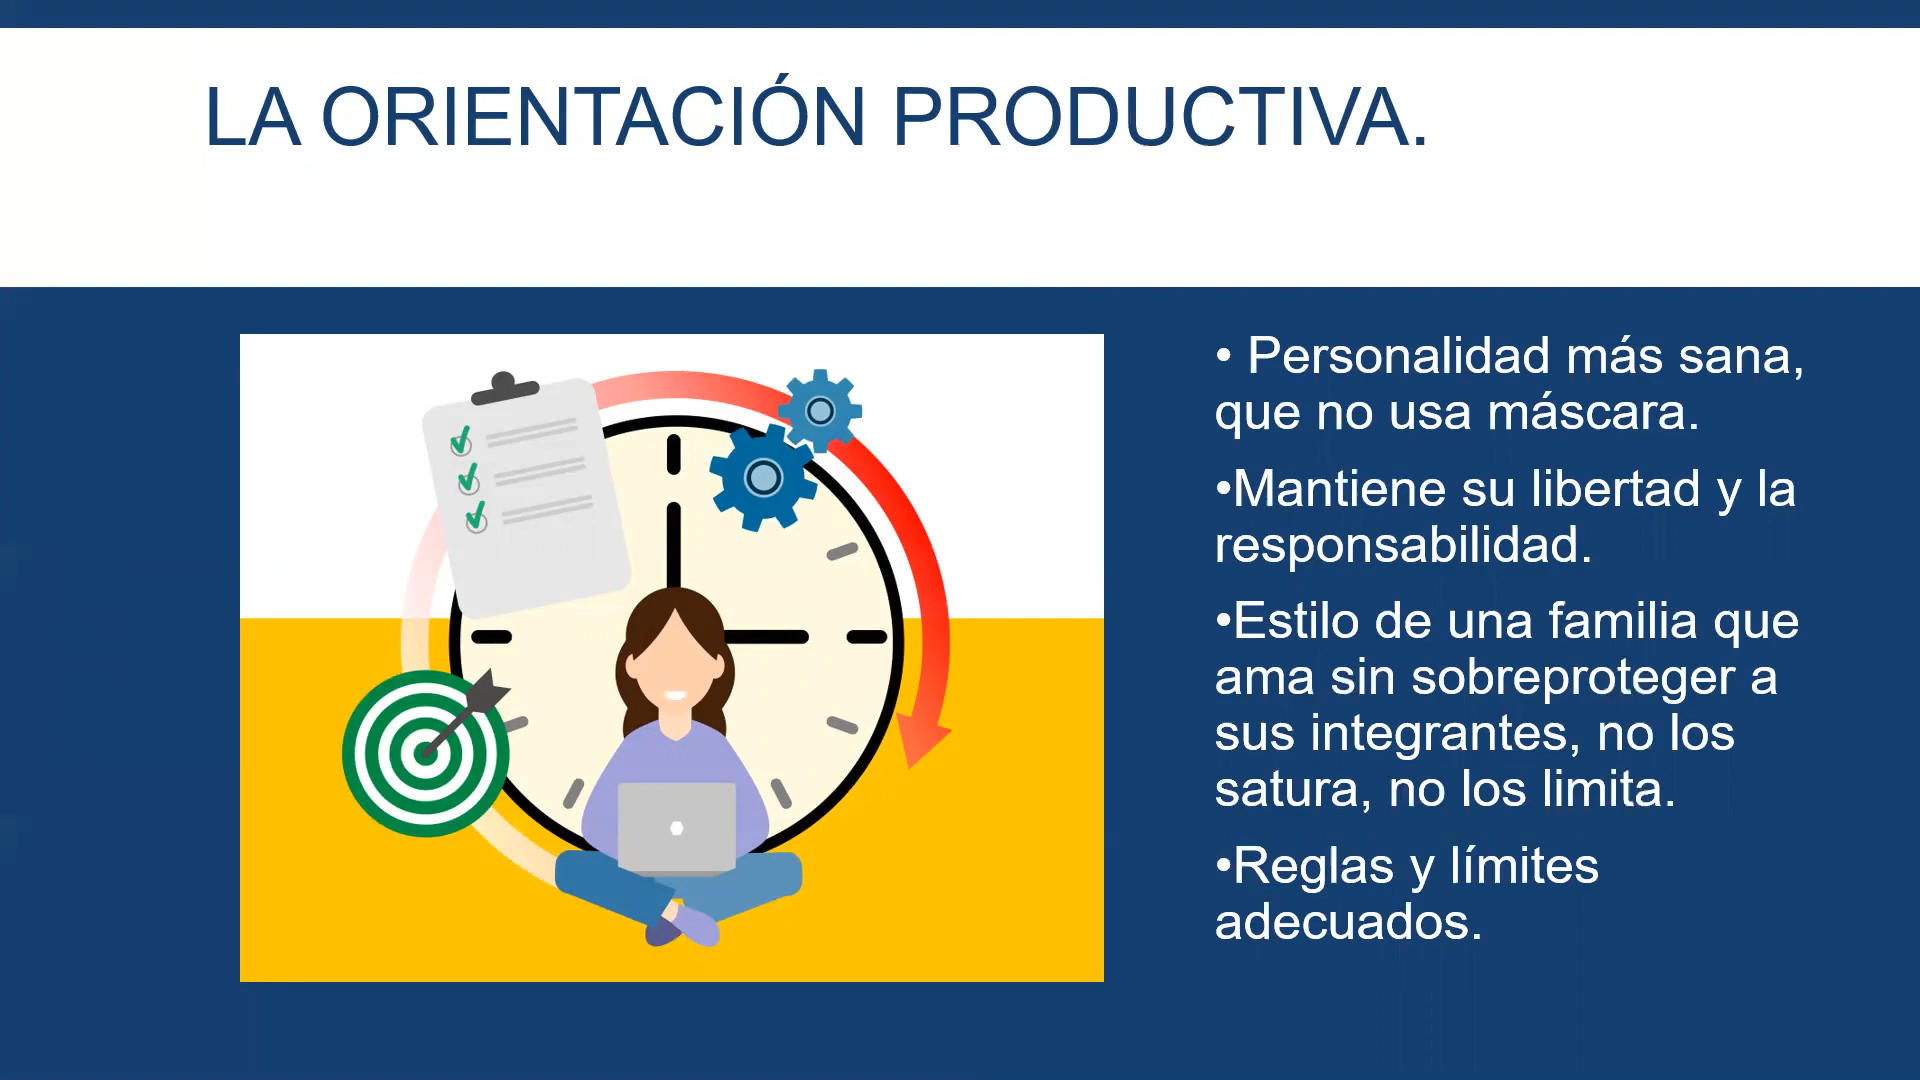 LA ORIENTACIÓN PRODUCTIVA.
• Personalidad más sana,
que no usa máscara.
•Mantiene su libertad y la
responsabilidad.
•Estilo de una familia que
ama sin sobreproteger a
sus integrantes, no los
satura, no los limita.
•Reglas y límites
adecuados.